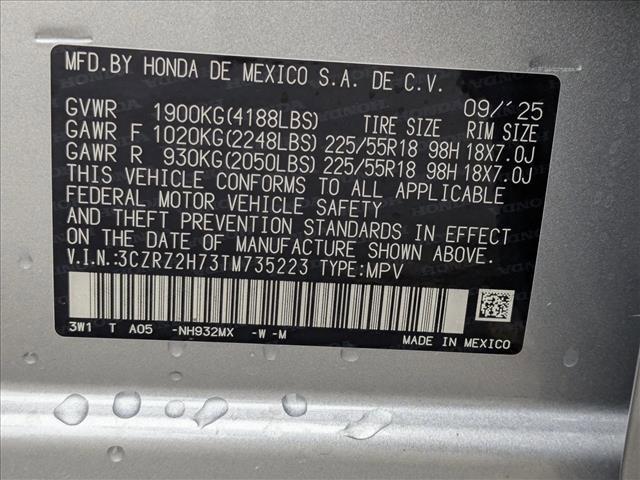 MFD.BY HONDA DE MEXICO S.A. DE C.V.
GVWR 1900KG(4188LBS) 09/'25
TIRE SIZE RIM SIZE
GAWR F 1020KG(2248LBS) 225/55R18 98H 18X7.0J
GAWR R 930KG(2050LBS) 225/55R18 98H 18X7.0J
THIS VEHICLE CONFORMS TO ALL APPLICABLE
FEDERAL MOTOR VEHICLE SAFETY
AND THEFT PREVENTION STANDARDS IN EFFECT
ON THE DATE OF MANUFACTURE SHOWN ABOVE.
V.I.N.:3CZRZ2H73TM735223 TYPE:MPV
3W1 T A05 -NH932MX -W -M MADE IN MEXICO